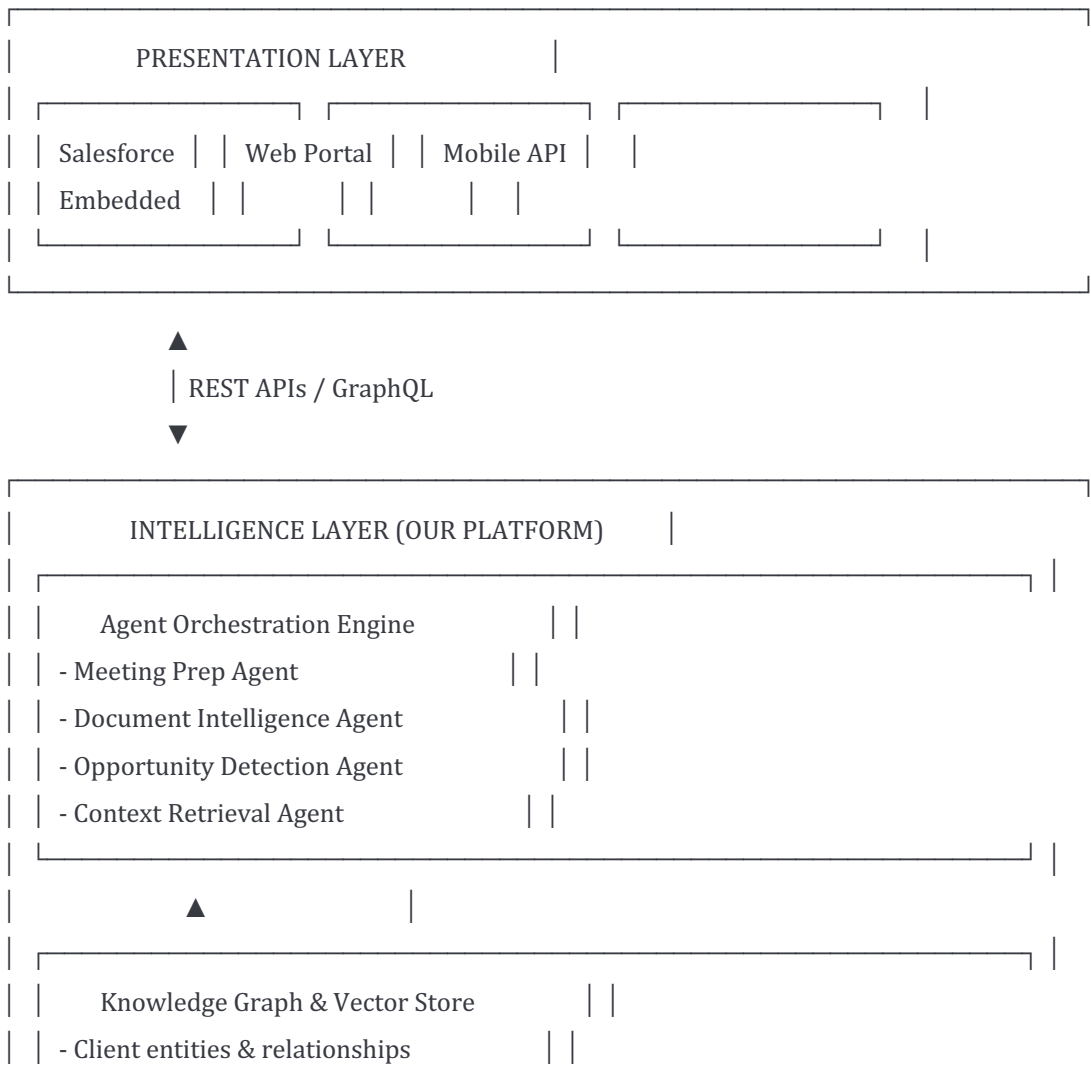 PRESENTATION LAYER
Salesforce │ │ Web Portal │ │ Mobile API
Embedded
▲
│ REST APIs / GraphQL
▼
INTELLIGENCE LAYER (OUR PLATFORM)
Agent Orchestration Engine
- Meeting Prep Agent
- Document Intelligence Agent
- Opportunity Detection Agent
- Context Retrieval Agent
▲
Knowledge Graph & Vector Store
- Client entities & relationships